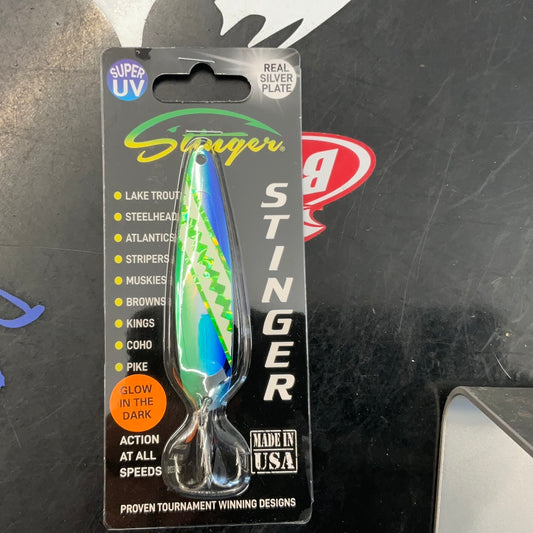 SUPER
UV
REAL
SILVER
PLATE
Stinger®
LAKE TROUT
STEELHEAD
ATLANTICS
STRIPERS
MUSKIES
BROWNS
KINGS
COHO
PIKE
STINGER
GLOW
IN THE
DARK
ACTION
AT ALL
SPEEDS
MADE IN
USA
PROVEN TOURNAMENT WINNING DESIGNS